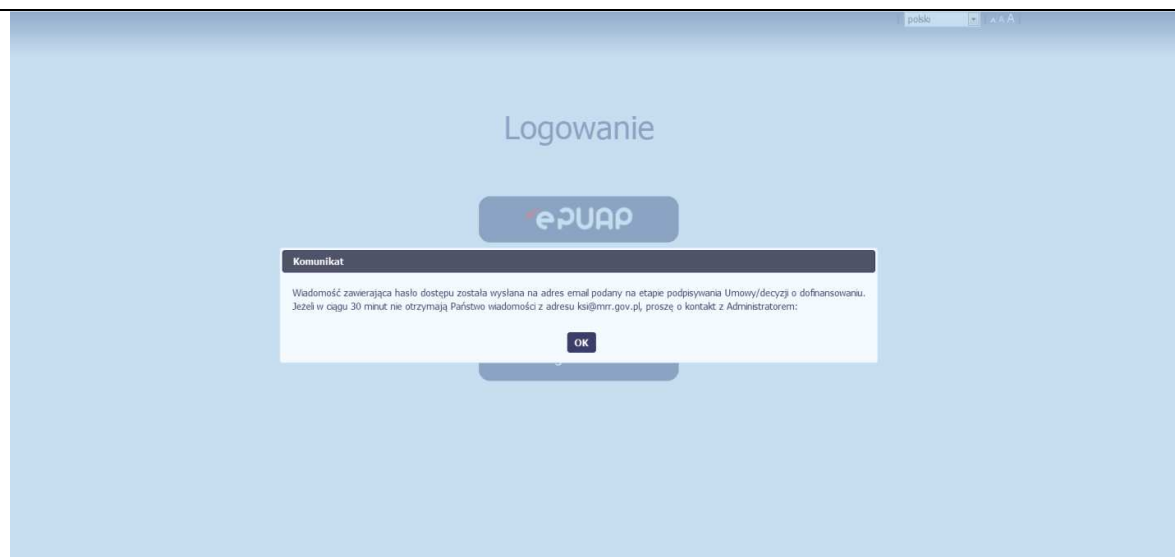 polski
A A A
Logowanie
ePUAP
Komunikat
Wiadomość zawierająca hasło dostępu została wysłana na adres email podany na etapie podpisywania Umowy/decyzji o dofinansowaniu.
Jeżeli w ciągu 30 minut nie otrzymają Państwo wiadomości z adresu ksi@mrr.gov.pl, proszę o kontakt z Administratorem:
OK